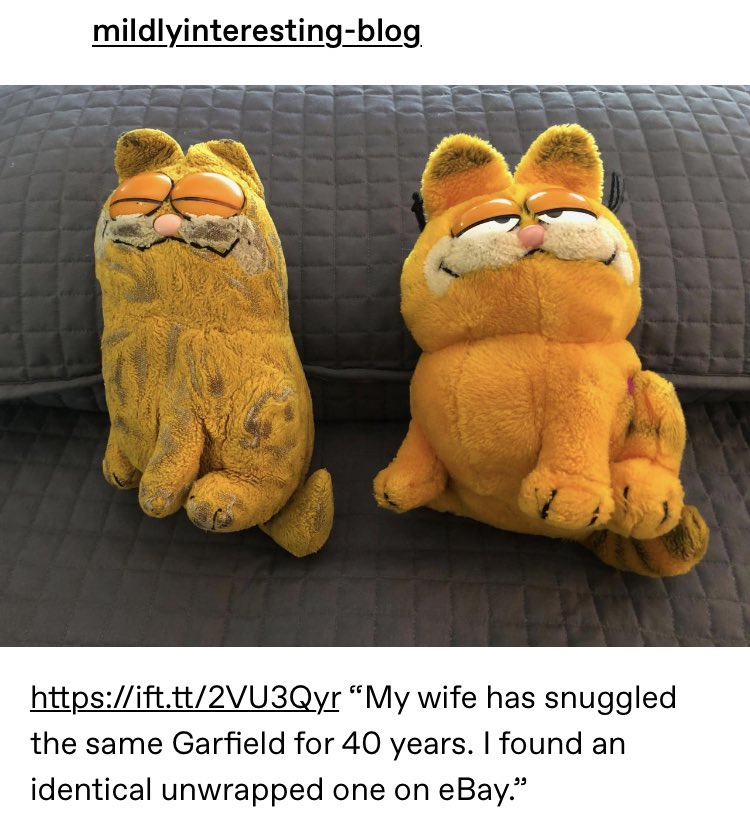 mildlyinteresting-blog
https://ift.tt/2VU3Qyr “My wife has snuggled
the same Garfield for 40 years. I found an
identical unwrapped one on eBay.”